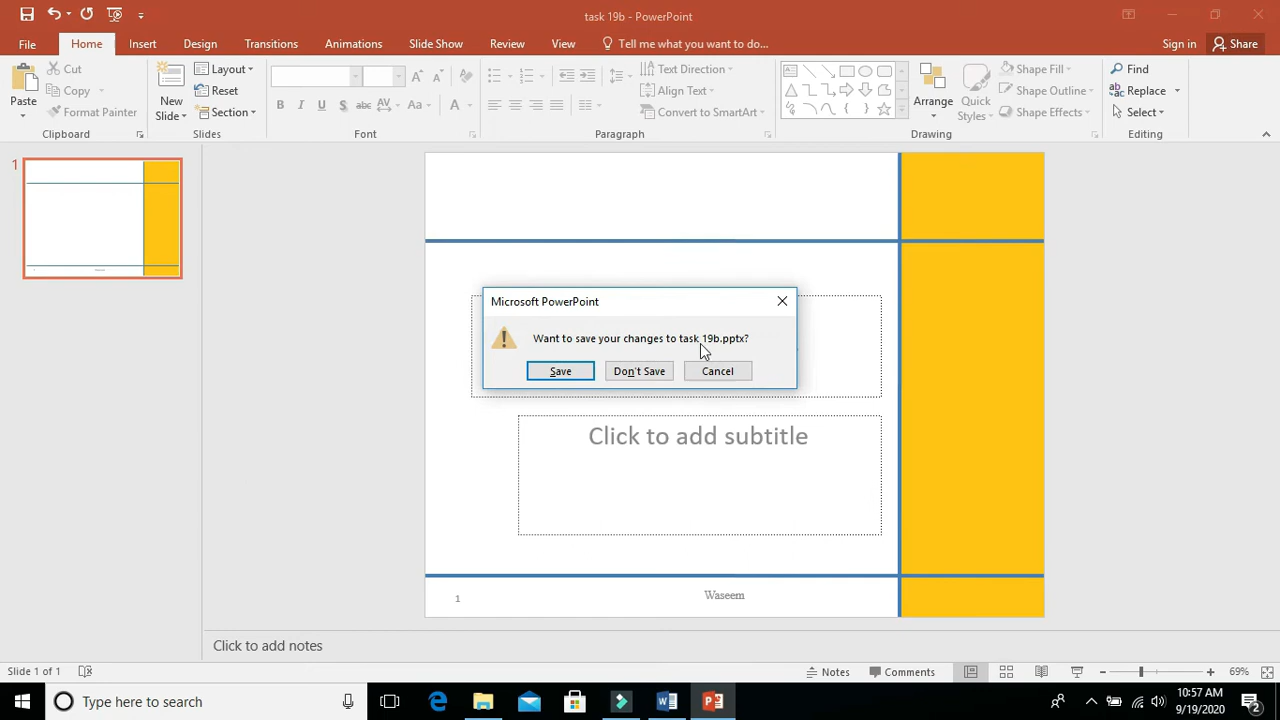 task 19b - PowerPoint
File
Home
Insert
Design
Transitions
Animations
Slide Show
Review
View
Tell me what you want to do...
Sign in
Share
Paste
Cut
Copy
Format Painter
Clipboard
New
Slide
Layout
Reset
Section
Slides
B
I
U
S
abc
AV
Aa
A
Font
Text Direction
Align Text
Convert to SmartArt
Paragraph
Arrange
Quick
Styles
Shape Fill
Shape Outline
Shape Effects
Drawing
Find
Replace
Select
Editing
1
Microsoft PowerPoint
Want to save your changes to task 19b.pptx?
Save
Don't Save
Cancel
Click to add subtitle
1
Waseem
Click to add notes
Slide 1 of 1
Notes
Comments
69%
Type here to search
10:57 AM
9/19/2020
2